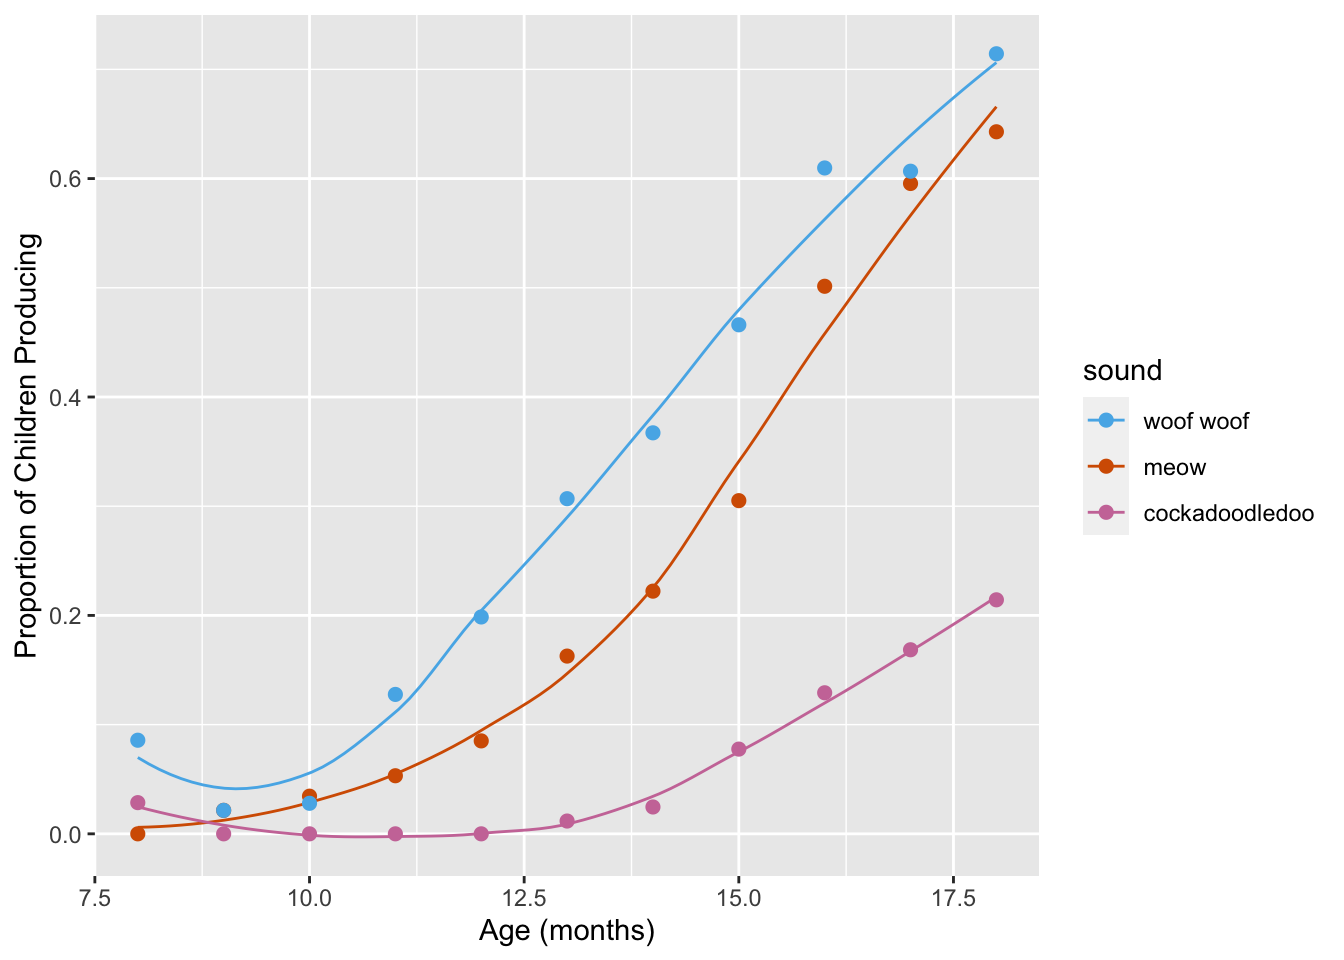 Proportion of Children Producing
0.6
0.4
0.2
0.0
7.5 10.0 12.5 15.0 17.5
Age (months)
sound
woof woof
meow
cockadoodledoo